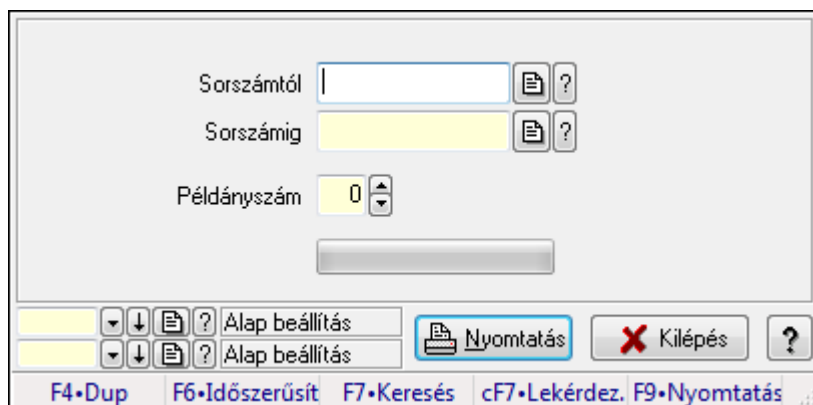 Sorszámtól ?
Sorszámig ?
Példányszám 0
? Alap beállítás
? Alap beállítás
Nyomtatás Kilépés ?
F4•Dup F6•Időszerűsít F7•Keresés cF7•Lekérdez. F9•Nyomtatás